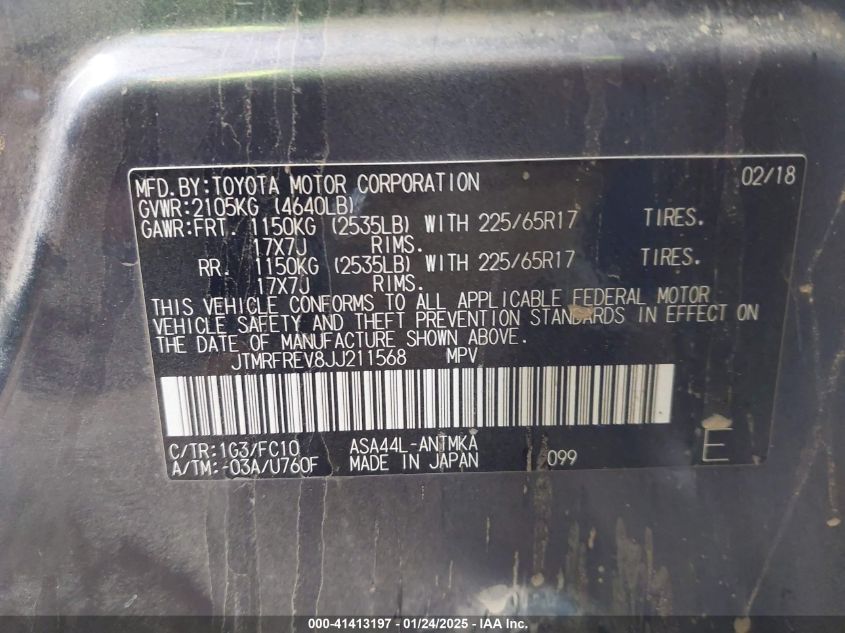 MFD.BY:TOYOTA MOTOR CORPORATION 02/18
GVWR:2105KG (4640LB)
GAWR:FRT. 1150KG (2535LB) WITH 225/65R17 TIRES.
17X7J RIMS.
RR. 1150KG (2535LB) WITH 225/65R17 TIRES.
17X7J RIMS.
THIS VEHICLE CONFORMS TO ALL APPLICABLE FEDERAL MOTOR
VEHICLE SAFETY AND THEFT PREVENTION STANDARDS IN EFFECT ON
THE DATE OF MANUFACTURE SHOWN ABOVE.
JTMRFREV8JJ211568 MPV
C/TR:1G3/FC10 ASA44L-ANTMKA
A/TM:-03A/U760F MADE IN JAPAN 099 E
000-41413197 - 01/24/2025 - IAA Inc.